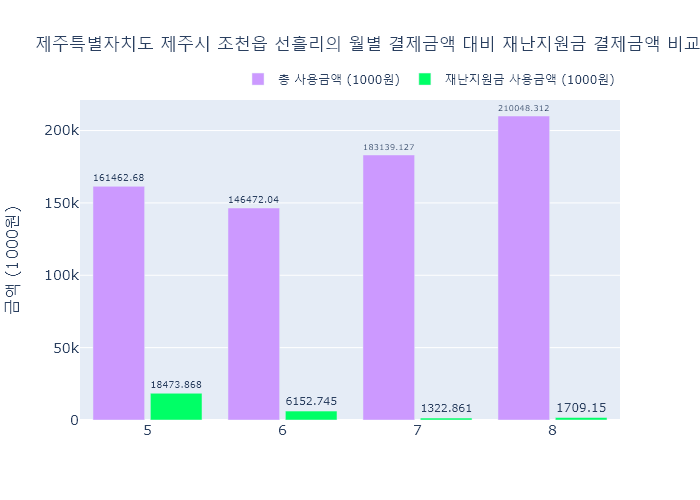 제주특별자치도 제주시 조천읍 선흘리의 월별 결제금액 대비 재난지원금 결제금액 비교
총 사용금액 (1000원) 재난지원금 사용금액 (1000원)
금액 (1000원)
200k
150k
100k
50k
0
161462.68
18473.868
146472.04
6152.745
183139.127
1322.861
210048.312
1709.15
5 6 7 8